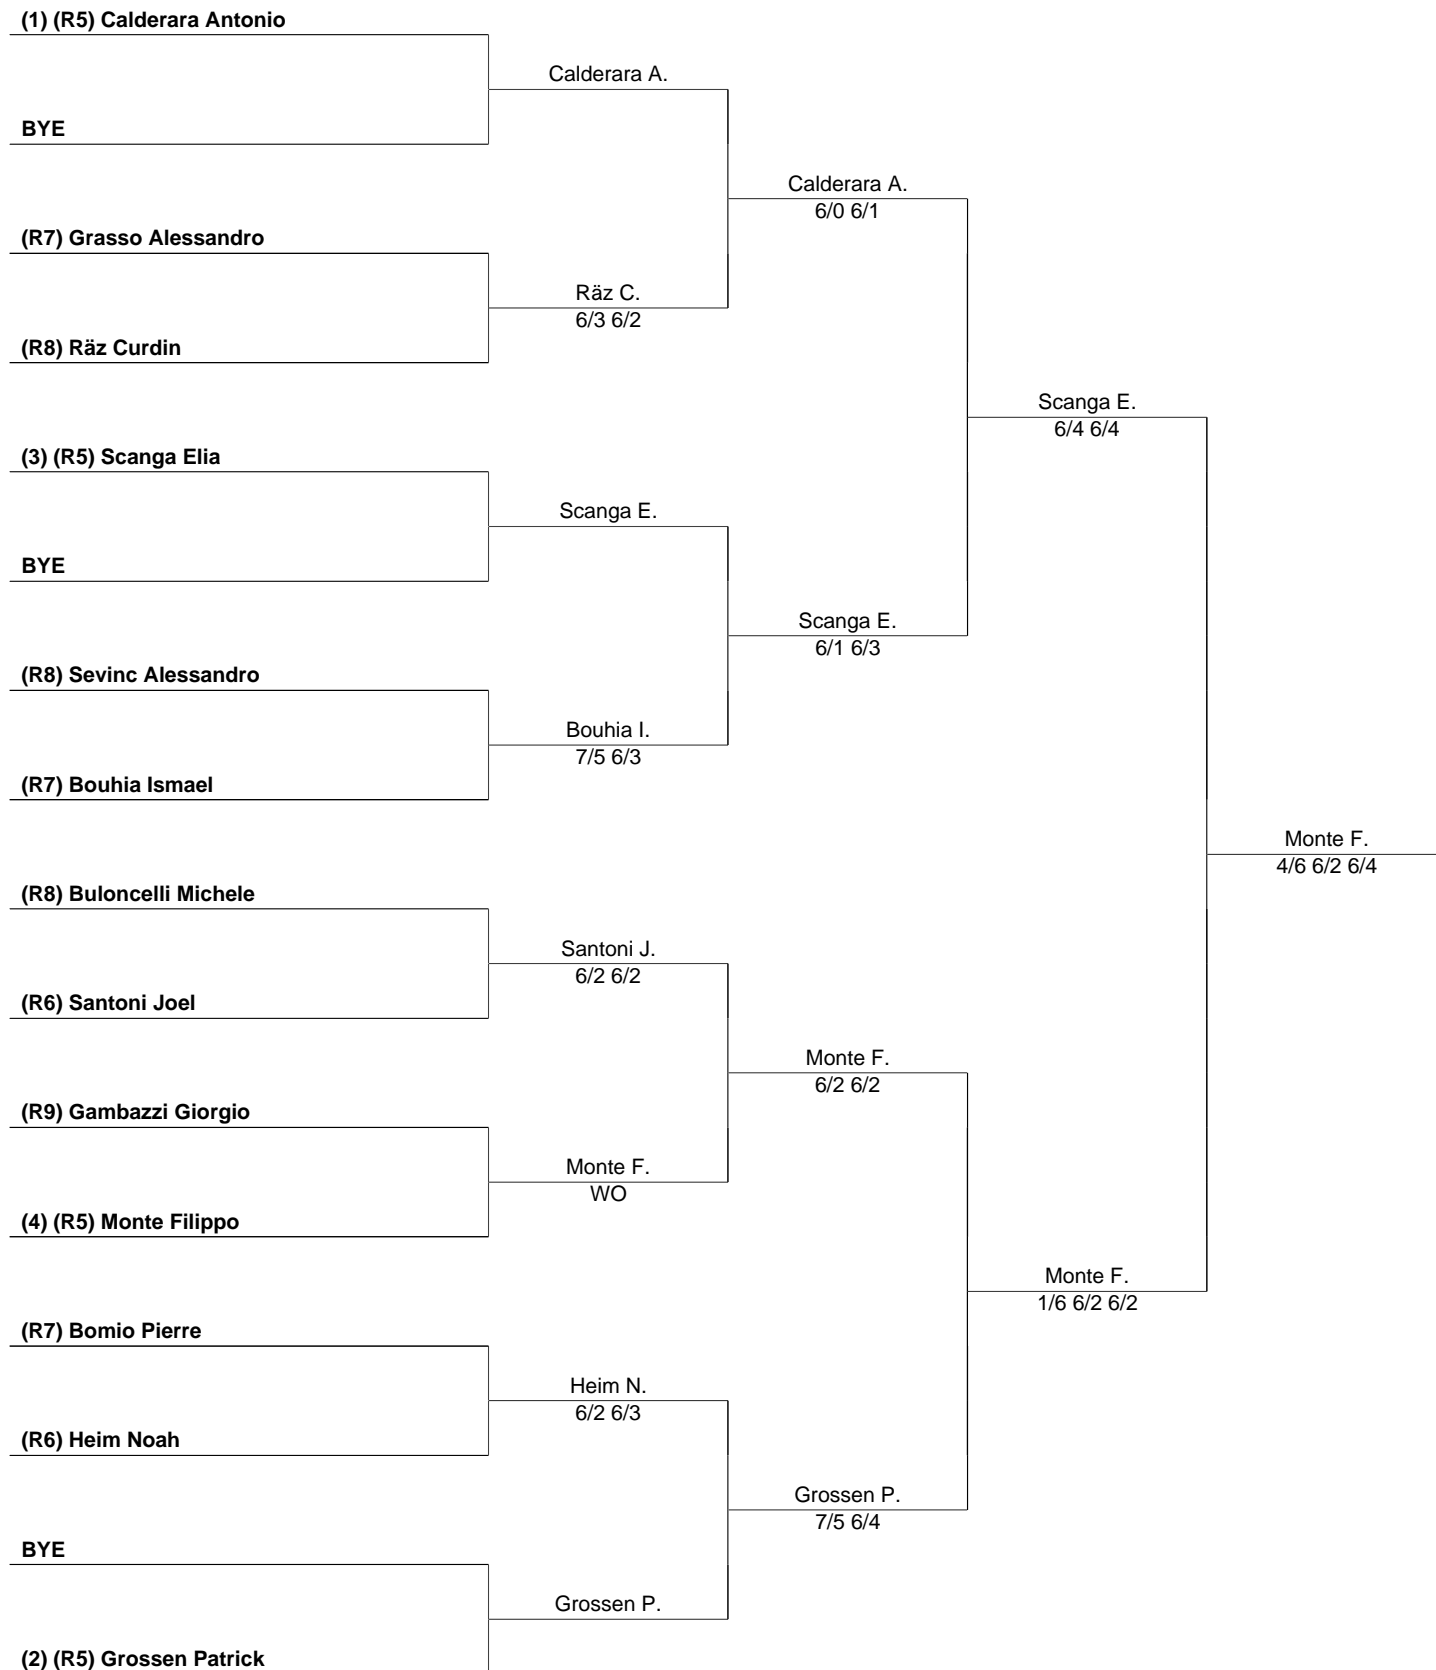 (1) (R5) Calderara Antonio
Calderara A.
BYE
Calderara A.
6/0 6/1
(R7) Grasso Alessandro
Räz C.
6/3 6/2
(R8) Räz Curdin
Scanga E.
6/4 6/4
(3) (R5) Scanga Elia
Scanga E.
BYE
Scanga E.
6/1 6/3
(R8) Sevinc Alessandro
Bouhia I.
7/5 6/3
(R7) Bouhia Ismael
Monte F.
4/6 6/2 6/4
(R8) Buloncelli Michele
Santoni J.
6/2 6/2
(R6) Santoni Joel
Monte F.
6/2 6/2
(R9) Gambazzi Giorgio
Monte F.
WO
(4) (R5) Monte Filippo
Monte F.
1/6 6/2 6/2
(R7) Bomio Pierre
Heim N.
6/2 6/3
(R6) Heim Noah
Grossen P.
7/5 6/4
BYE
Grossen P.
(2) (R5) Grossen Patrick